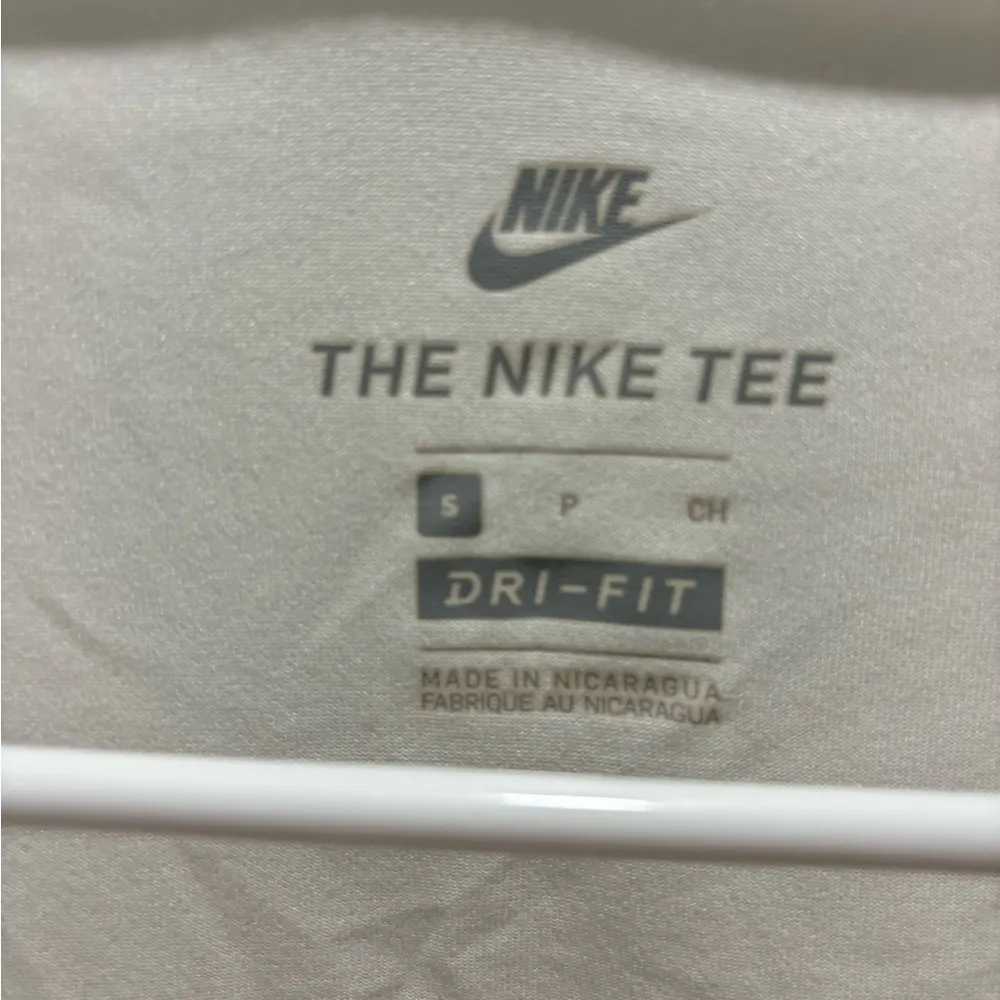 NIKE
THE NIKE TEE
S P CH
DRI-FIT
MADE IN NICARAGUA
FABRIQUE AU NICARAGUA